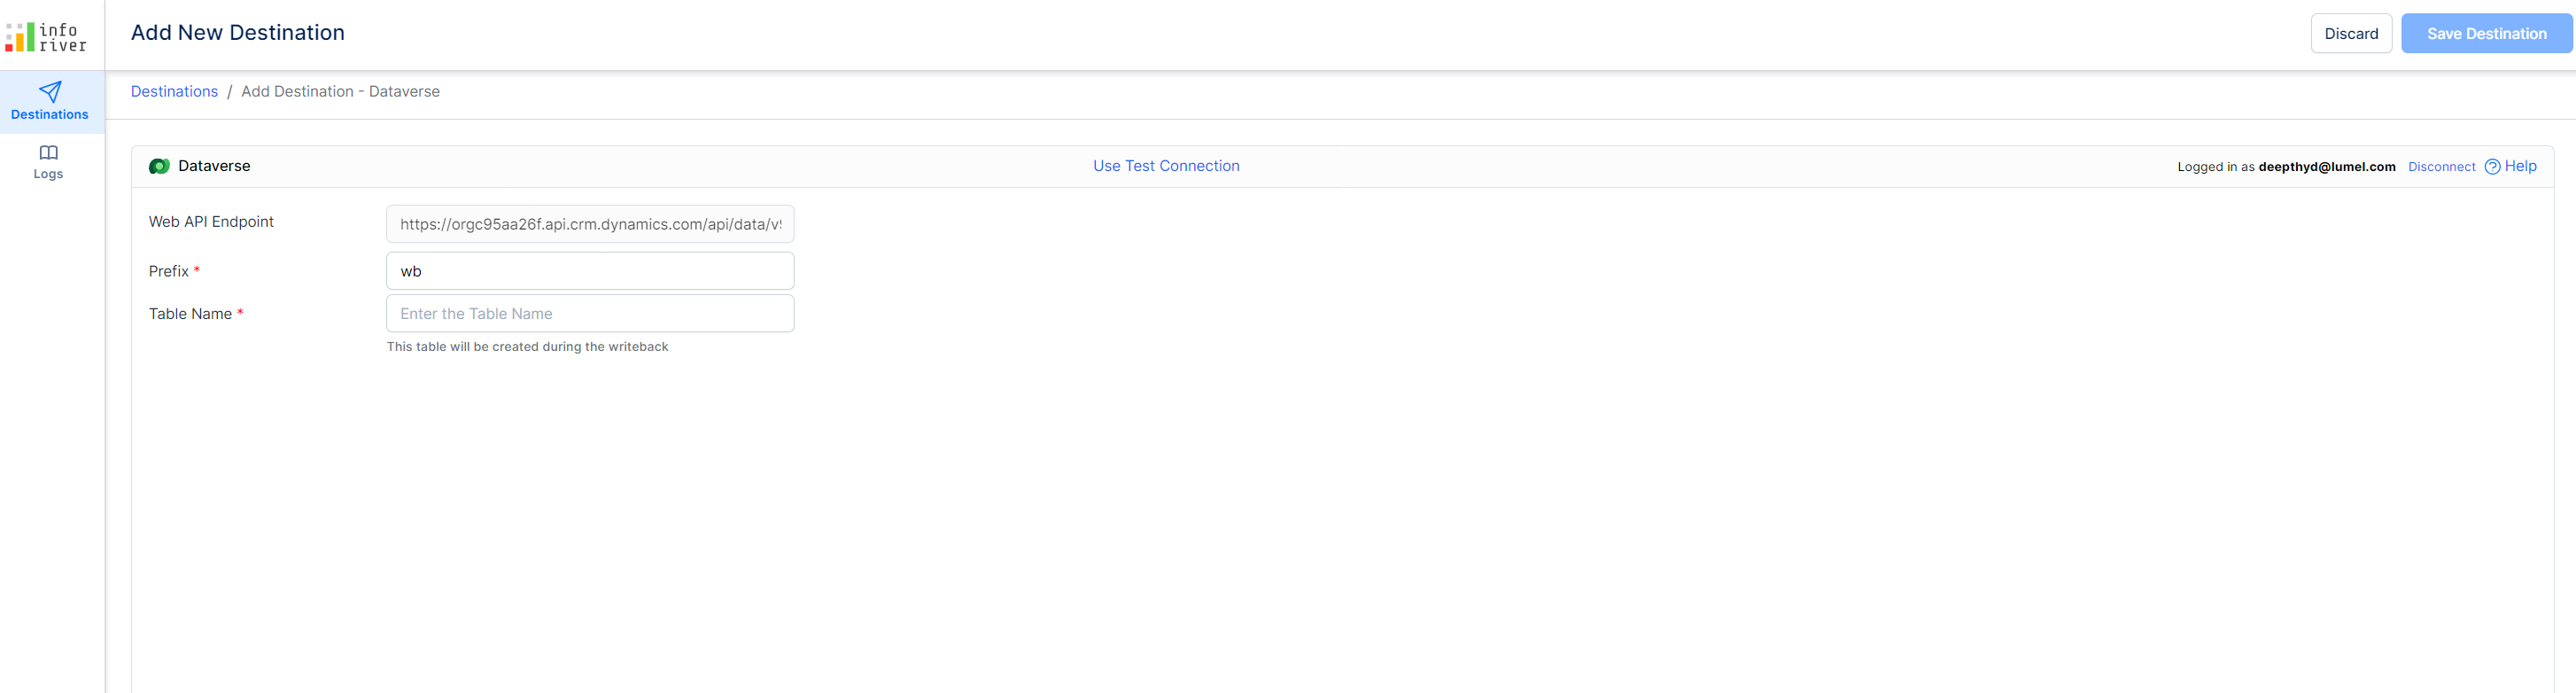 info
river
Add New Destination
Discard
Save Destination
Destinations
Logs
Destinations / Add Destination - Dataverse
Dataverse
Use Test Connection
Logged in as deepthyd@lumel.com Disconnect Help
Web API Endpoint
https://orgc95aa26f.api.crm.dynamics.com/api/data/v
Prefix *
wb
Table Name *
Enter the Table Name
This table will be created during the writeback